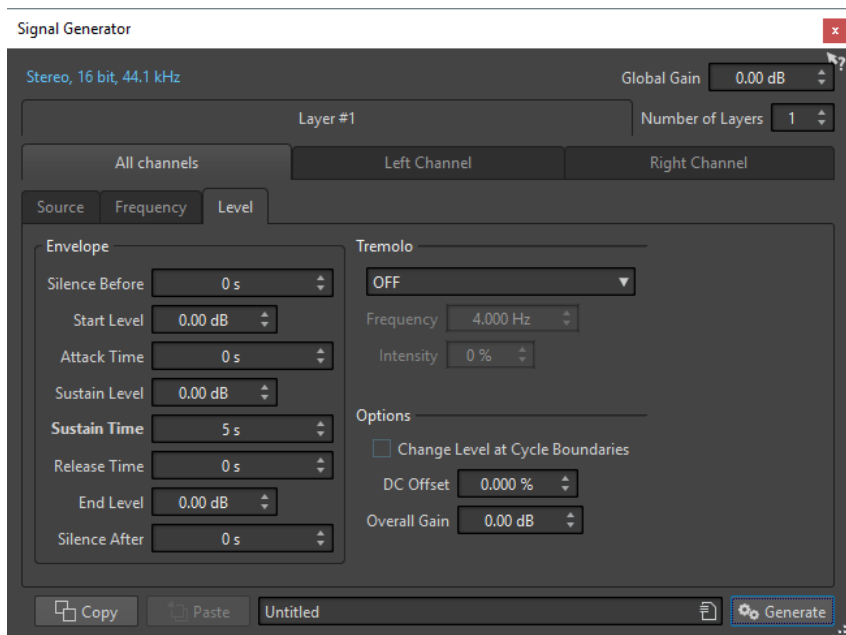 Signal Generator
x
Stereo, 16 bit, 44.1 kHz
Global Gain 0.00 dB
?
Layer #1
Number of Layers 1
All channels Left Channel Right Channel
Source Frequency Level
Envelope
Silence Before 0 s
Start Level 0.00 dB
Attack Time 0 s
Sustain Level 0.00 dB
Sustain Time 5 s
Release Time 0 s
End Level 0.00 dB
Silence After 0 s
Tremolo
OFF
Frequency 4.000 Hz
Intensity 0 %
Options
Change Level at Cycle Boundaries
DC Offset 0.000 %
Overall Gain 0.00 dB
Copy Paste Untitled Generate